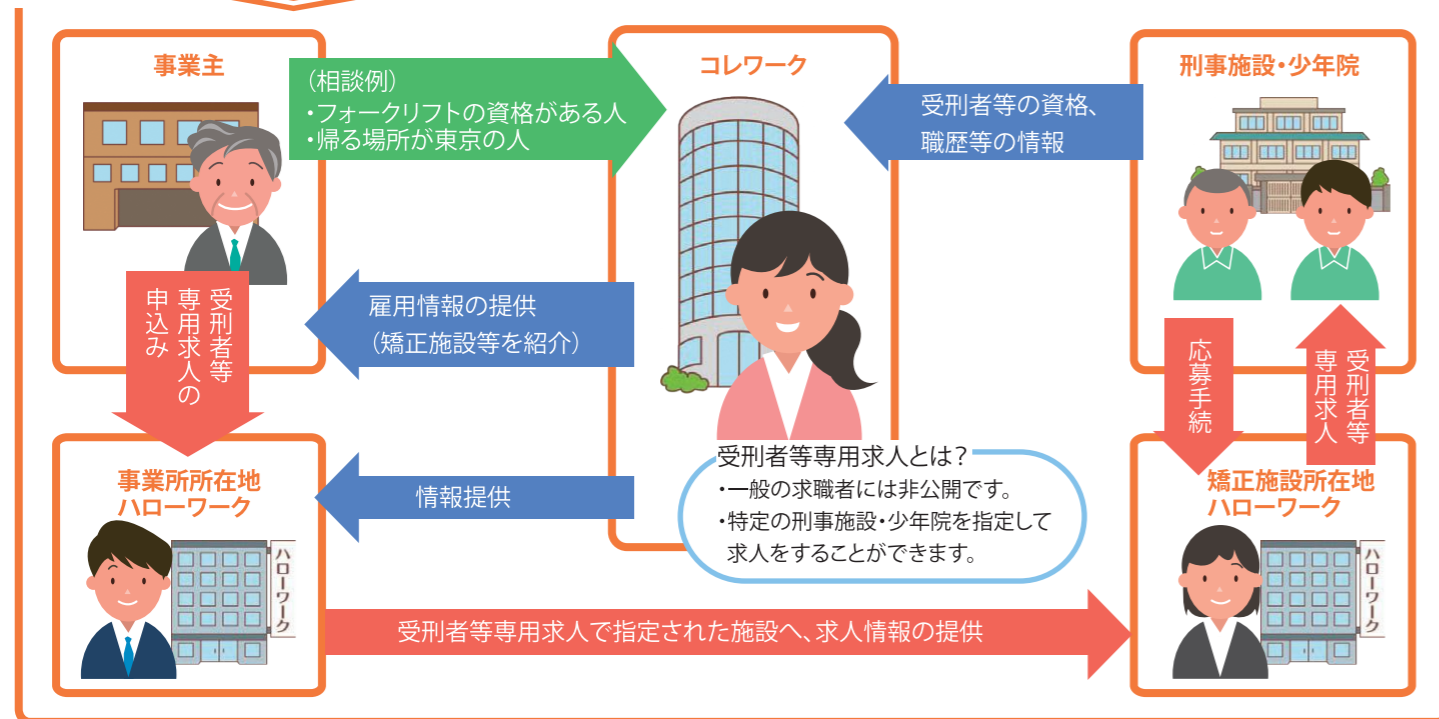 事業主
(相談例)
・フォークリフトの資格がある人
・帰る場所が東京の人
コレワーク
受刑者等の資格、
職歴等の情報
刑事施設・少年院
雇用情報の提供
(矯正施設等を紹介)
受刑者等
専用求人の
申込み
応募手続
受刑者等
専用求人
事業所所在地
ハローワーク
ハローワーク
情報提供
受刑者等専用求人とは?
・一般の求職者には非公開です。
・特定の刑事施設・少年院を指定して
求人をすることができます。
矯正施設所在地
ハローワーク
ハローワーク
受刑者等専用求人で指定された施設へ、求人情報の提供